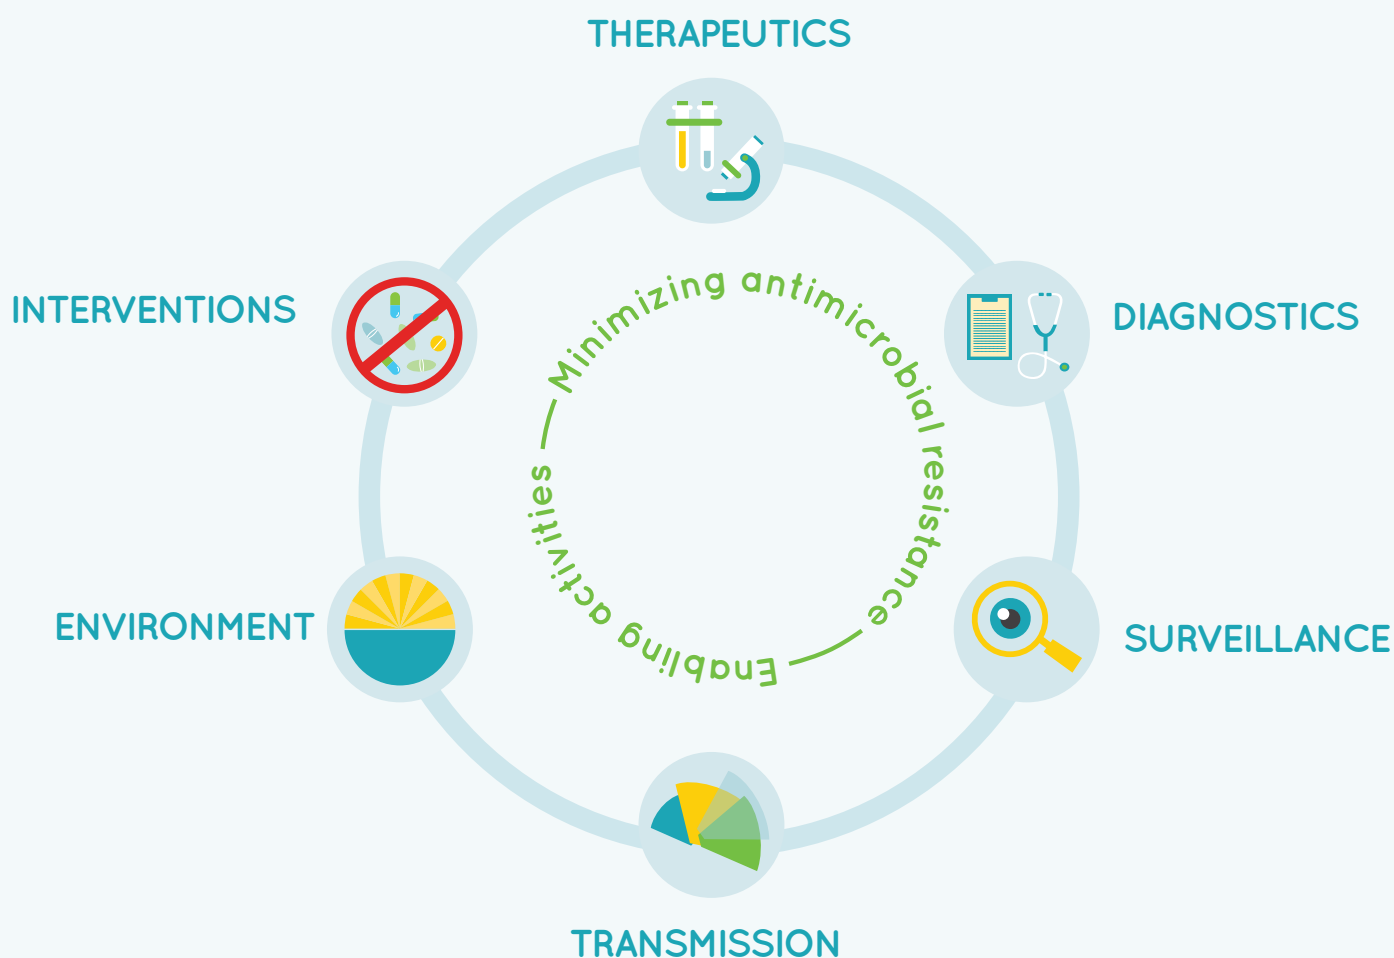 THERAPEUTICS
INTERVENTIONS
DIAGNOSTICS
Minimizing antimicrobial resistance
Enabling activities
ENVIRONMENT
SURVEILLANCE
TRANSMISSION